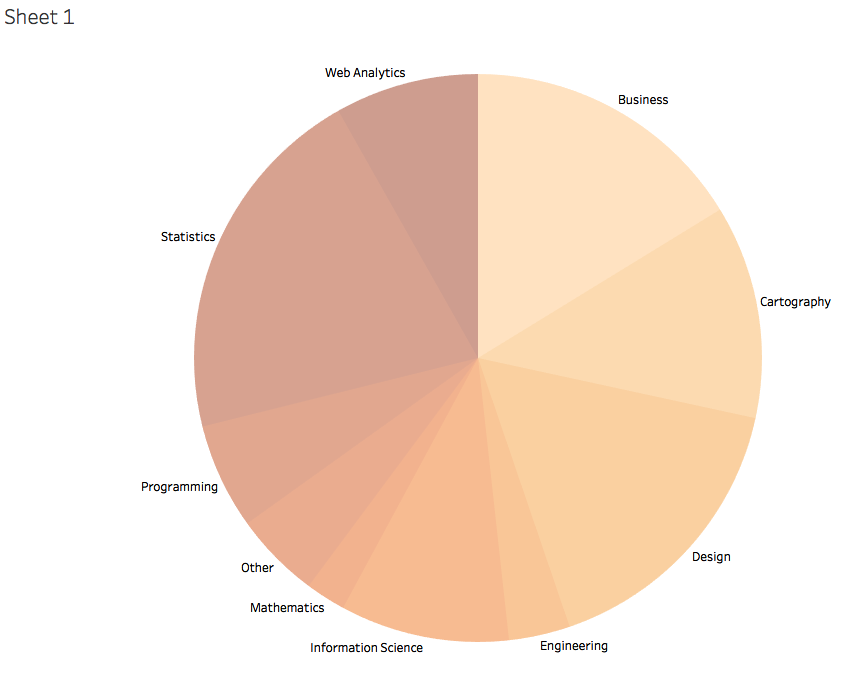 Sheet 1
Web Analytics
Business
Statistics
Cartography
Programming
Design
Other
Mathematics
Engineering
Information Science